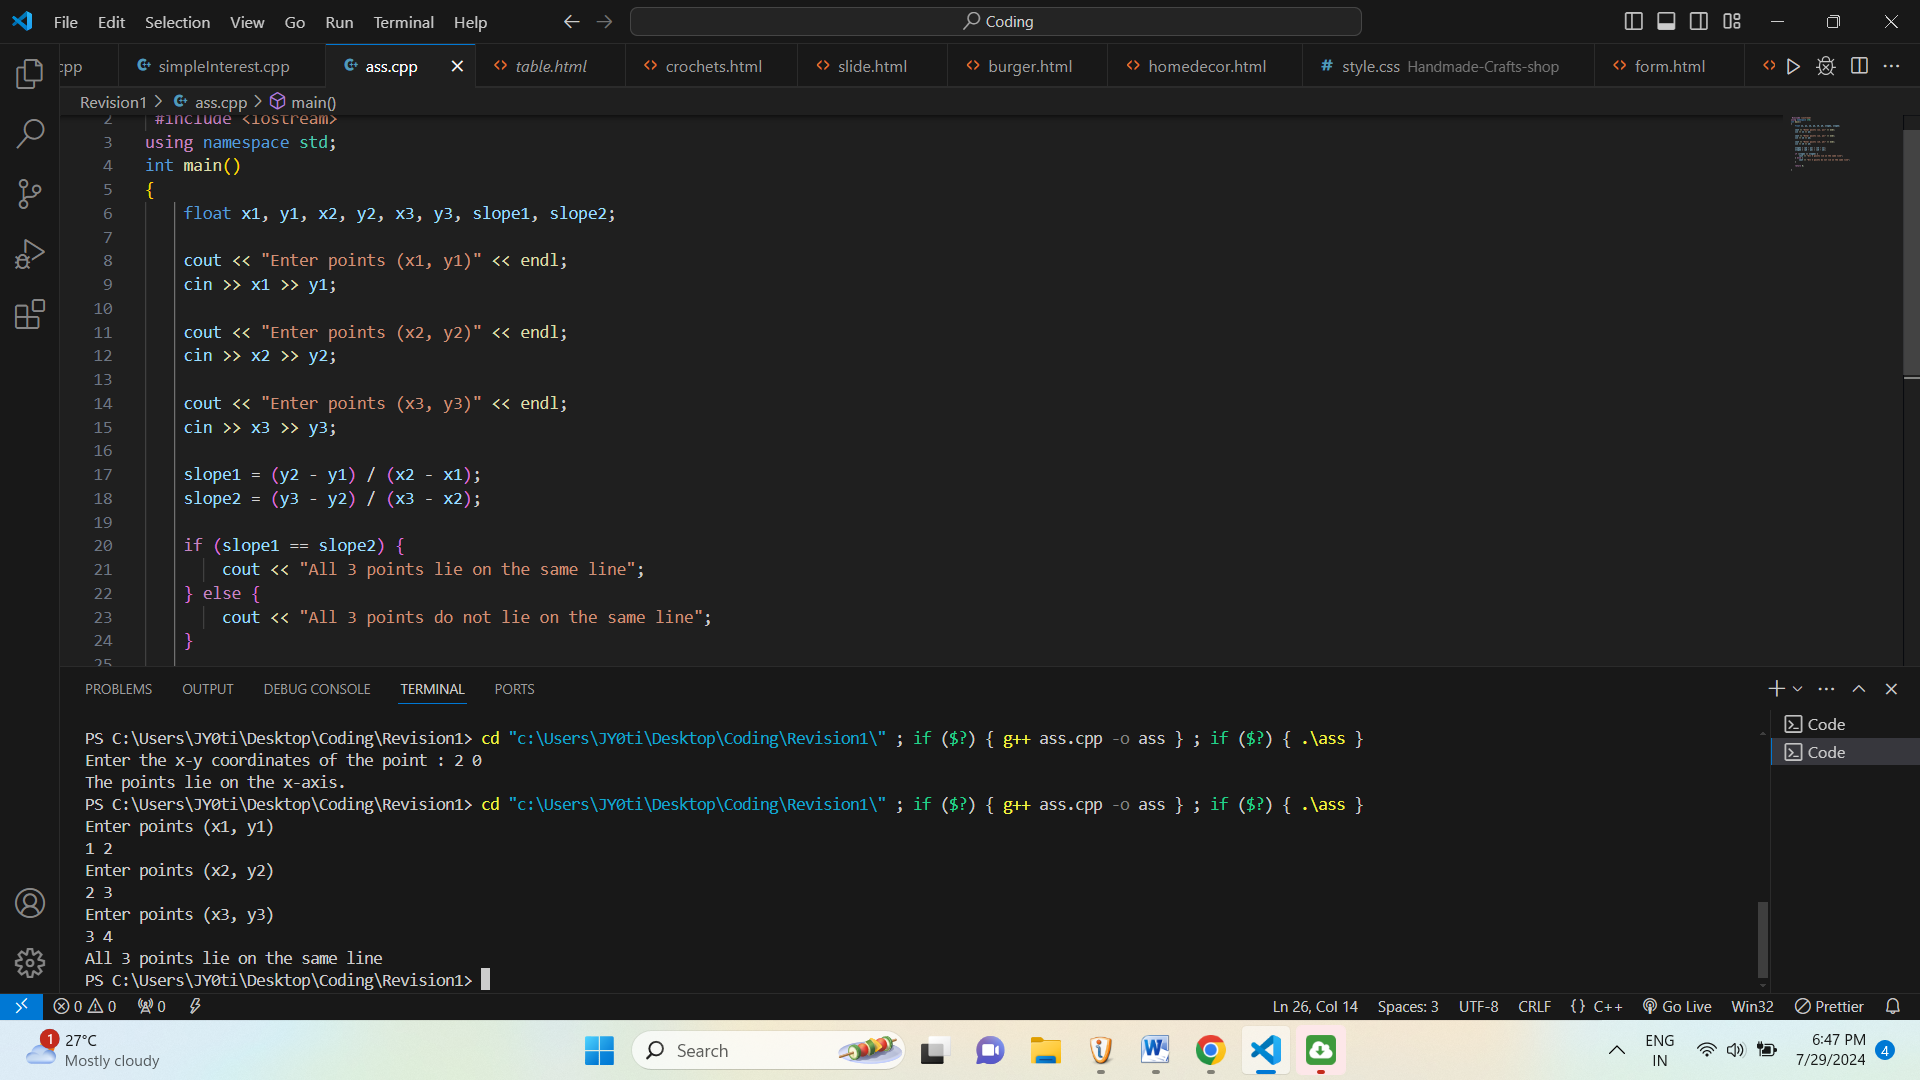 File Edit Selection View Go Run Terminal Help
Coding
cpp simpleInterest.cpp ass.cpp table.html crochets.html slide.html burger.html homedecor.html style.css Handmade-Crafts-shop form.html
Revision1 > ass.cpp > main()
2 #include <iostream>
3 using namespace std;
4 int main()
5 {
6 float x1, y1, x2, y2, x3, y3, slope1, slope2;
7
8 cout << "Enter points (x1, y1)" << endl;
9 cin >> x1 >> y1;
10
11 cout << "Enter points (x2, y2)" << endl;
12 cin >> x2 >> y2;
13
14 cout << "Enter points (x3, y3)" << endl;
15 cin >> x3 >> y3;
16
17 slope1 = (y2 - y1) / (x2 - x1);
18 slope2 = (y3 - y2) / (x3 - x2);
19
20 if (slope1 == slope2) {
21 cout << "All 3 points lie on the same line";
22 } else {
23 cout << "All 3 points do not lie on the same line";
24 }
25
PROBLEMS OUTPUT DEBUG CONSOLE TERMINAL PORTS
PS C:\Users\JY0ti\Desktop\Coding\Revision1> cd "c:\Users\JY0ti\Desktop\Coding\Revision1\" ; if ($?) { g++ ass.cpp -o ass } ; if ($?) { .\ass }
Enter the x-y coordinates of the point : 2 0
The points lie on the x-axis.
PS C:\Users\JY0ti\Desktop\Coding\Revision1> cd "c:\Users\JY0ti\Desktop\Coding\Revision1\" ; if ($?) { g++ ass.cpp -o ass } ; if ($?) { .\ass }
Enter points (x1, y1)
1 2
Enter points (x2, y2)
2 3
Enter points (x3, y3)
3 4
All 3 points lie on the same line
PS C:\Users\JY0ti\Desktop\Coding\Revision1>
Code
Code
0 0 0 Ln 26, Col 14 Spaces: 3 UTF-8 CRLF {} C++ Go Live Win32 Prettier
1 27°C
Mostly cloudy
Search
ENG
IN
6:47 PM
7/29/2024
4